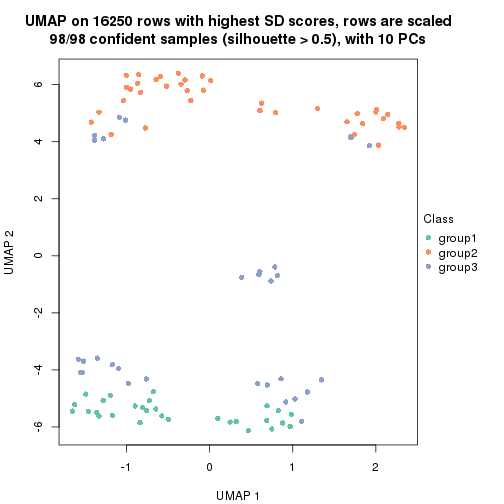 UMAP on 16250 rows with highest SD scores, rows are scaled
98/98 confident samples (silhouette > 0.5), with 10 PCs
6
4
2
0
-2
-4
-6
UMAP 2
-1
0
1
2
UMAP 1
Class
group1
group2
group3